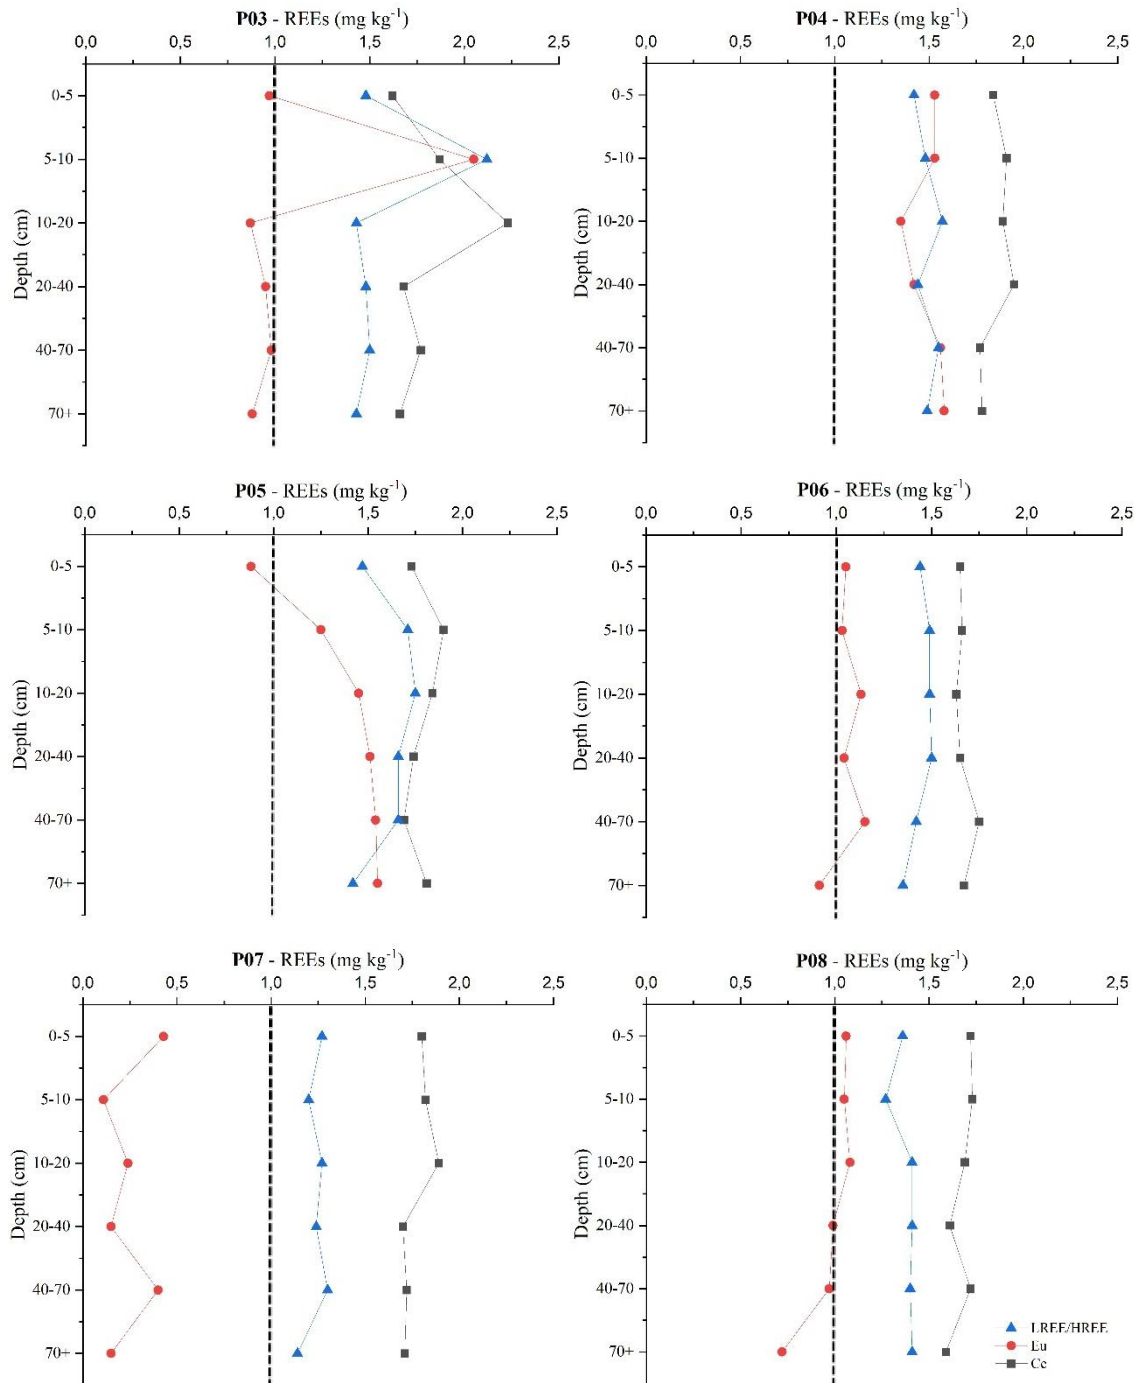 P03 - REEs (mg kg⁻¹)
0,0 0,5 1,0 1,5 2,0 2,5
Depth (cm)
0-5
5-10
10-20
20-40
40-70
70+
P04 - REEs (mg kg⁻¹)
0,0 0,5 1,0 1,5 2,0 2,5
Depth (cm)
0-5
5-10
10-20
20-40
40-70
70+
P05 - REEs (mg kg⁻¹)
0,0 0,5 1,0 1,5 2,0 2,5
Depth (cm)
0-5
5-10
10-20
20-40
40-70
70+
P06 - REEs (mg kg⁻¹)
0,0 0,5 1,0 1,5 2,0 2,5
Depth (cm)
0-5
5-10
10-20
20-40
40-70
70+
P07 - REEs (mg kg⁻¹)
0,0 0,5 1,0 1,5 2,0 2,5
Depth (cm)
0-5
5-10
10-20
20-40
40-70
70+
P08 - REEs (mg kg⁻¹)
0,0 0,5 1,0 1,5 2,0 2,5
Depth (cm)
0-5
5-10
10-20
20-40
40-70
70+
LREE/HREE
Eu
Ce